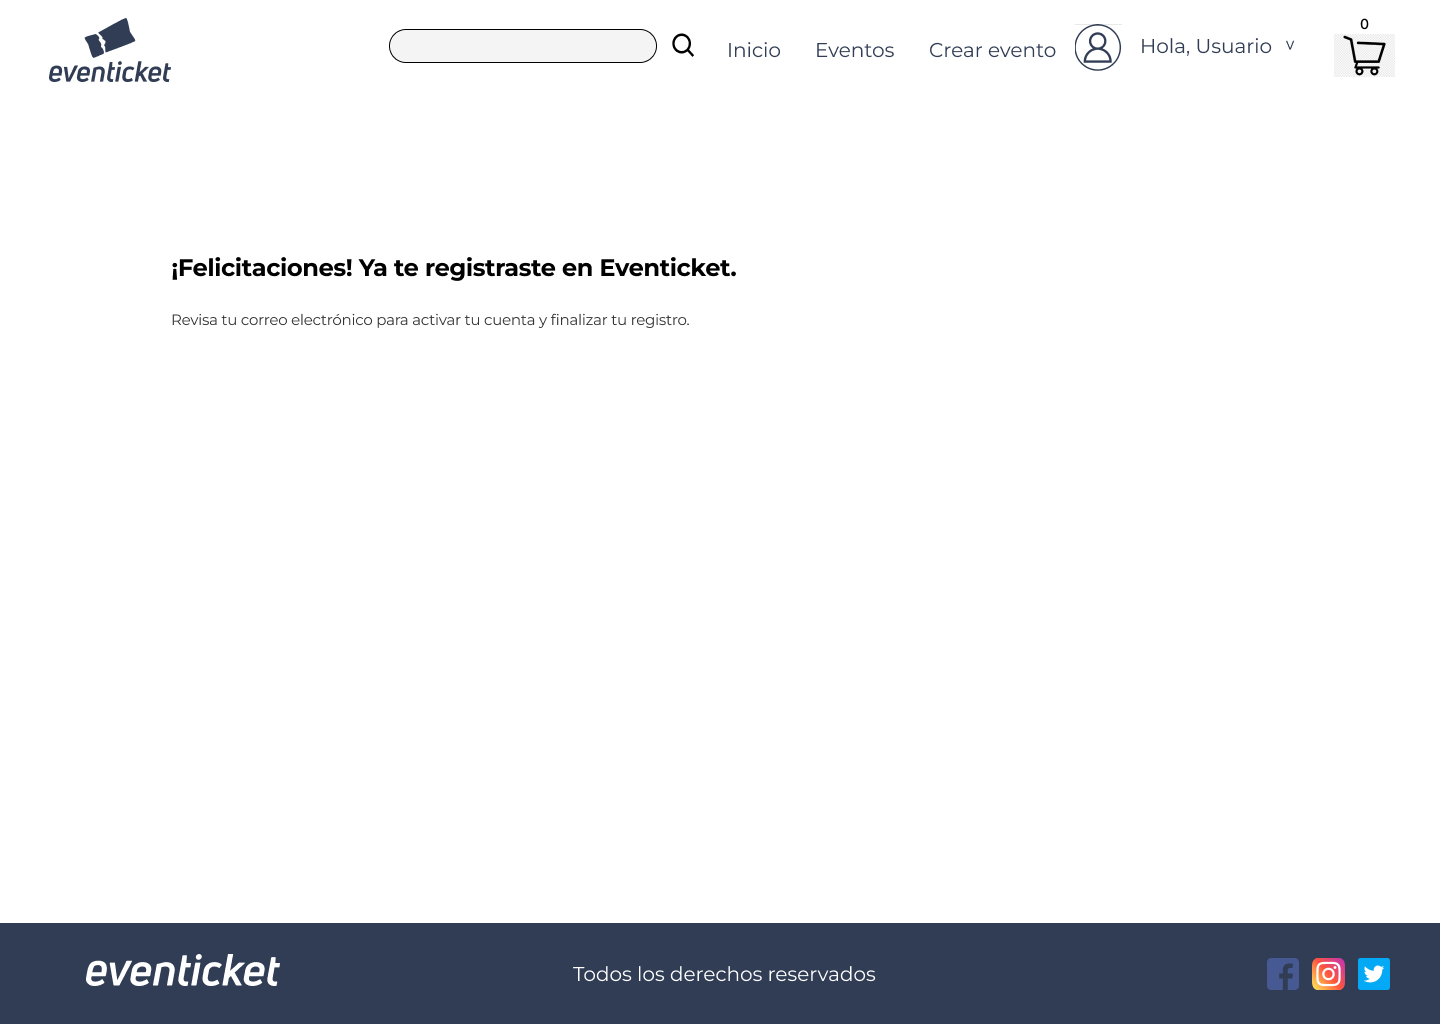 eventicket
Inicio
Eventos
Crear evento
Hola, Usuario
v
0
¡Felicitaciones! Ya te registraste en Eventicket.
Revisa tu correo electrónico para activar tu cuenta y finalizar tu registro.
eventicket
Todos los derechos reservados